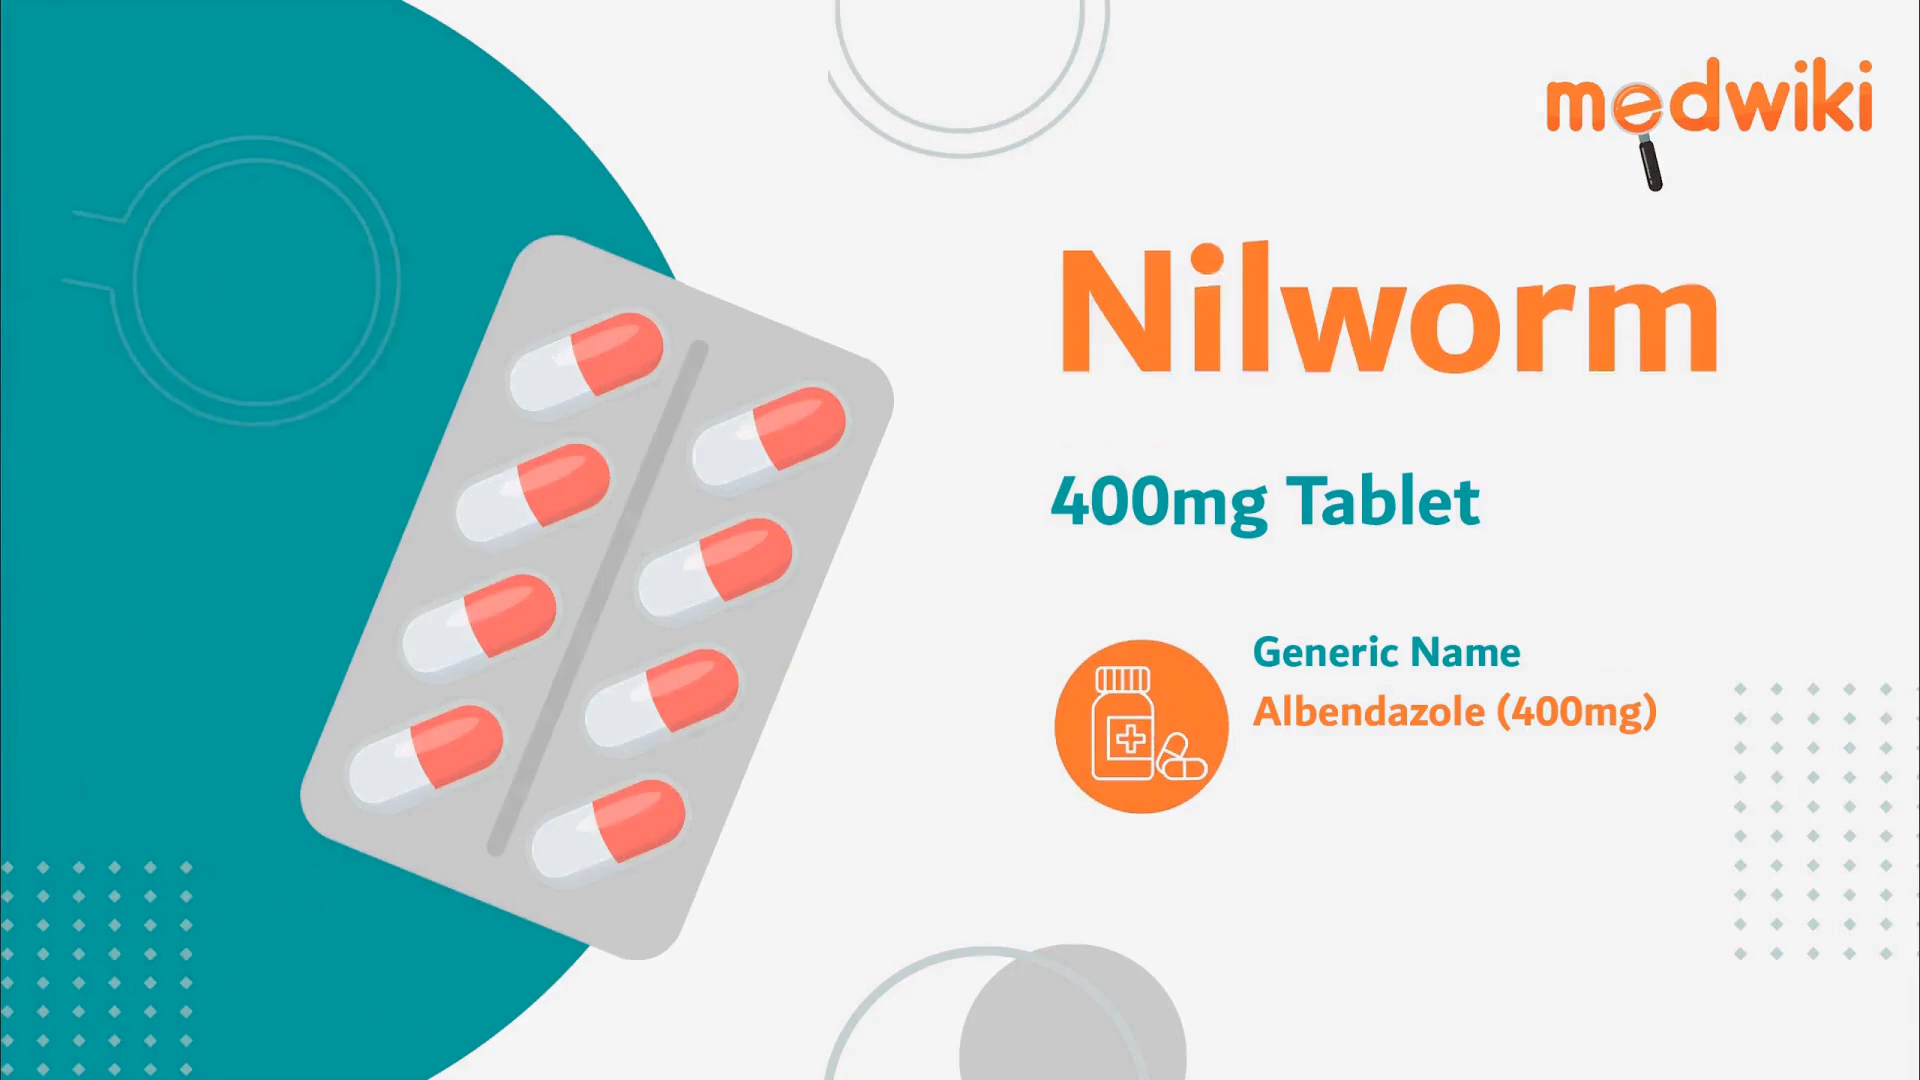 medwiki
Nilworm
400mg Tablet
Generic Name
Albendazole (400mg)